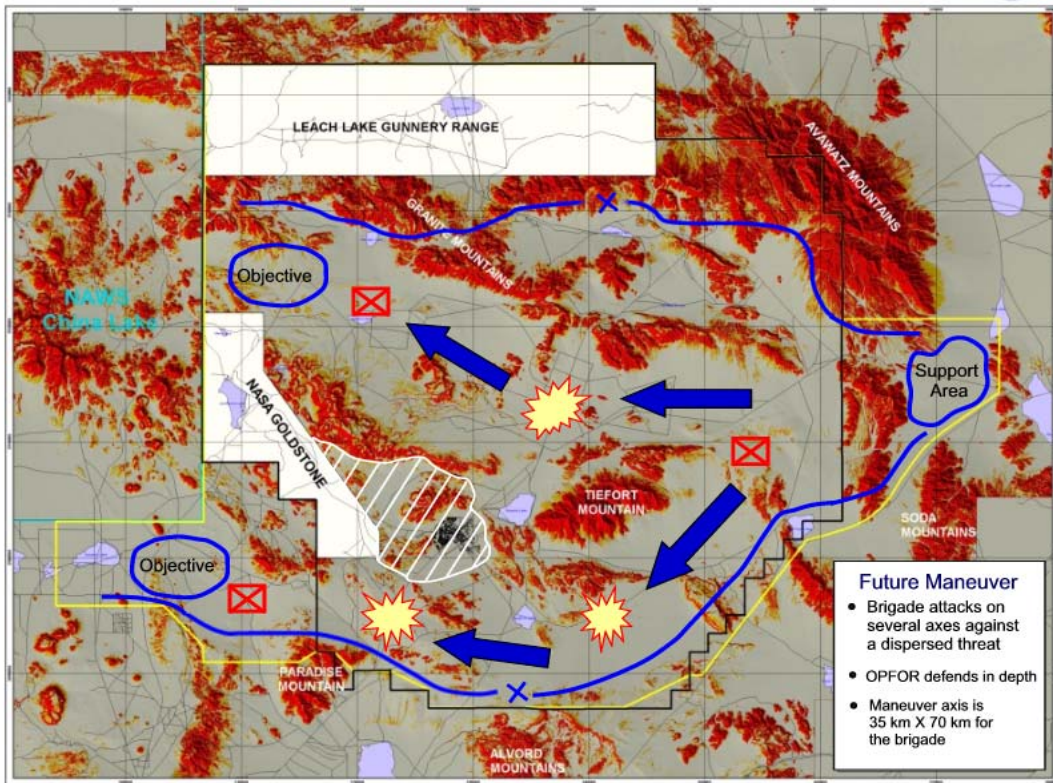 LEACH LAKE GUNNERY RANGE
AVAWATZ MOUNTAINS
GRANITE MOUNTAINS
Objective
NAWS
China Lake
Support
Area
NASA GOLDSTONE
TIEFORT
MOUNTAIN
SODA
MOUNTAINS
Objective
PARADISE
MOUNTAIN
ALVORD
MOUNTAINS
Future Maneuver
• Brigade attacks on
several axes against
a dispersed threat
• OPFOR defends in depth
• Maneuver axis is
35 km X 70 km for
the brigade